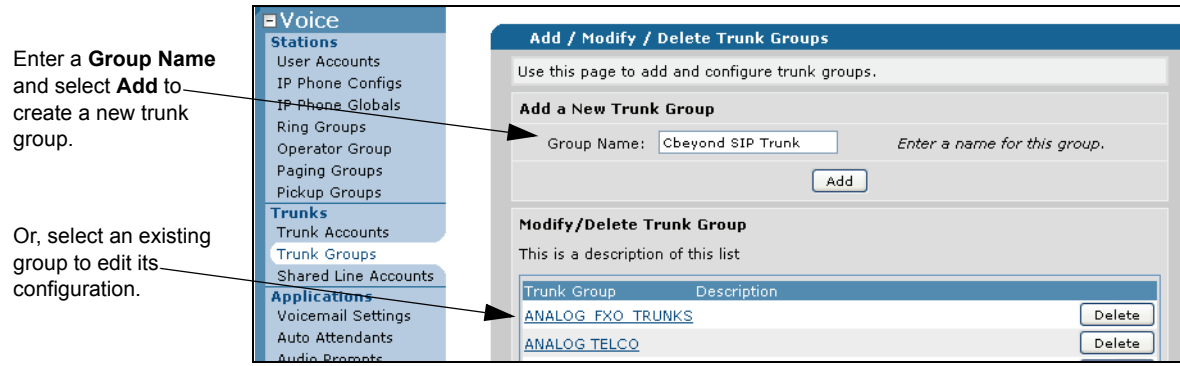 Enter a Group Name
and select Add to
create a new trunk
group.
Or, select an existing
group to edit its
configuration.
Voice
Stations
User Accounts
IP Phone Configs
IP Phone Globals
Ring Groups
Operator Group
Paging Groups
Pickup Groups
Trunks
Trunk Accounts
Trunk Groups
Shared Line Accounts
Applications
Voicemail Settings
Auto Attendants
Audio Prompts
Add / Modify / Delete Trunk Groups
Use this page to add and configure trunk groups.
Add a New Trunk Group
Group Name: Cbeyond SIP Trunk Enter a name for this group.
Add
Modify/Delete Trunk Group
This is a description of this list
Trunk Group Description
ANALOG FXO TRUNKS Delete
ANALOG TELCO Delete